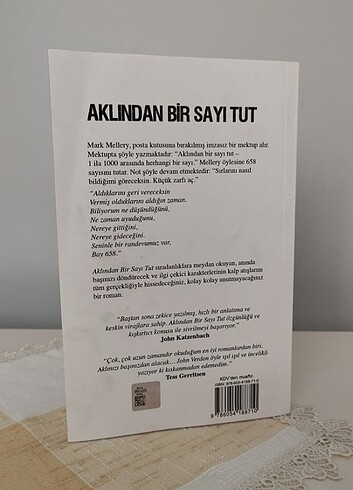 AKLINDAN BİR SAYI TUT
Mark Mellery, posta kutusuna bırakılmış imzasız bir mektup alır.
Mektupta şöyle yazmaktadır: “Aklından bir sayı tut –
1 ila 1000 arasında herhangi bir sayı.” Mellery öylesine 658
sayısını tutar. Not şöyle devam etmektedir: “Sırlarını nasıl
bildiğimi göreceksin. Küçük zarfı aç.”
“Aldıklarını geri vereceksin
Vermiş olduklarını aldığın zaman.
Biliyorum ne düşündüğünü,
Ne zaman uyuduğunu,
Nereye gittiğini,
Nereye gideceğini.
Seninle bir randevumuz var,
Bay 658.”
Aklından Bir Sayı Tut sıradanlıklara meydan okuyan, anında
başınızı döndürecek ve ilgi çekici karakterlerinin kalp atışlarını
tüm gerçekliğiyle hissedeceğiniz, kolay kolay unutmayacağınız
bir roman.
“Baştan sona zekice yazılmış, hızlı bir anlatıma ve
keskin virajlara sahip. Aklından Bir Sayı Tut özgünlüğü ve
kışkırtıcı konusu ile sivrilmeyi başarıyor.”
John Katzenbach
“Çok, çok uzun zamandır okuduğum en iyi romanlardan biri.
Aklınızı başınızdan alacak... John Verdon öyle ışıl ışıl ve incelikli
yazıyor ki kıskanmadan edemedim.”
Tess Gerritsen
KDV'den muaftır.
9 786054 188710